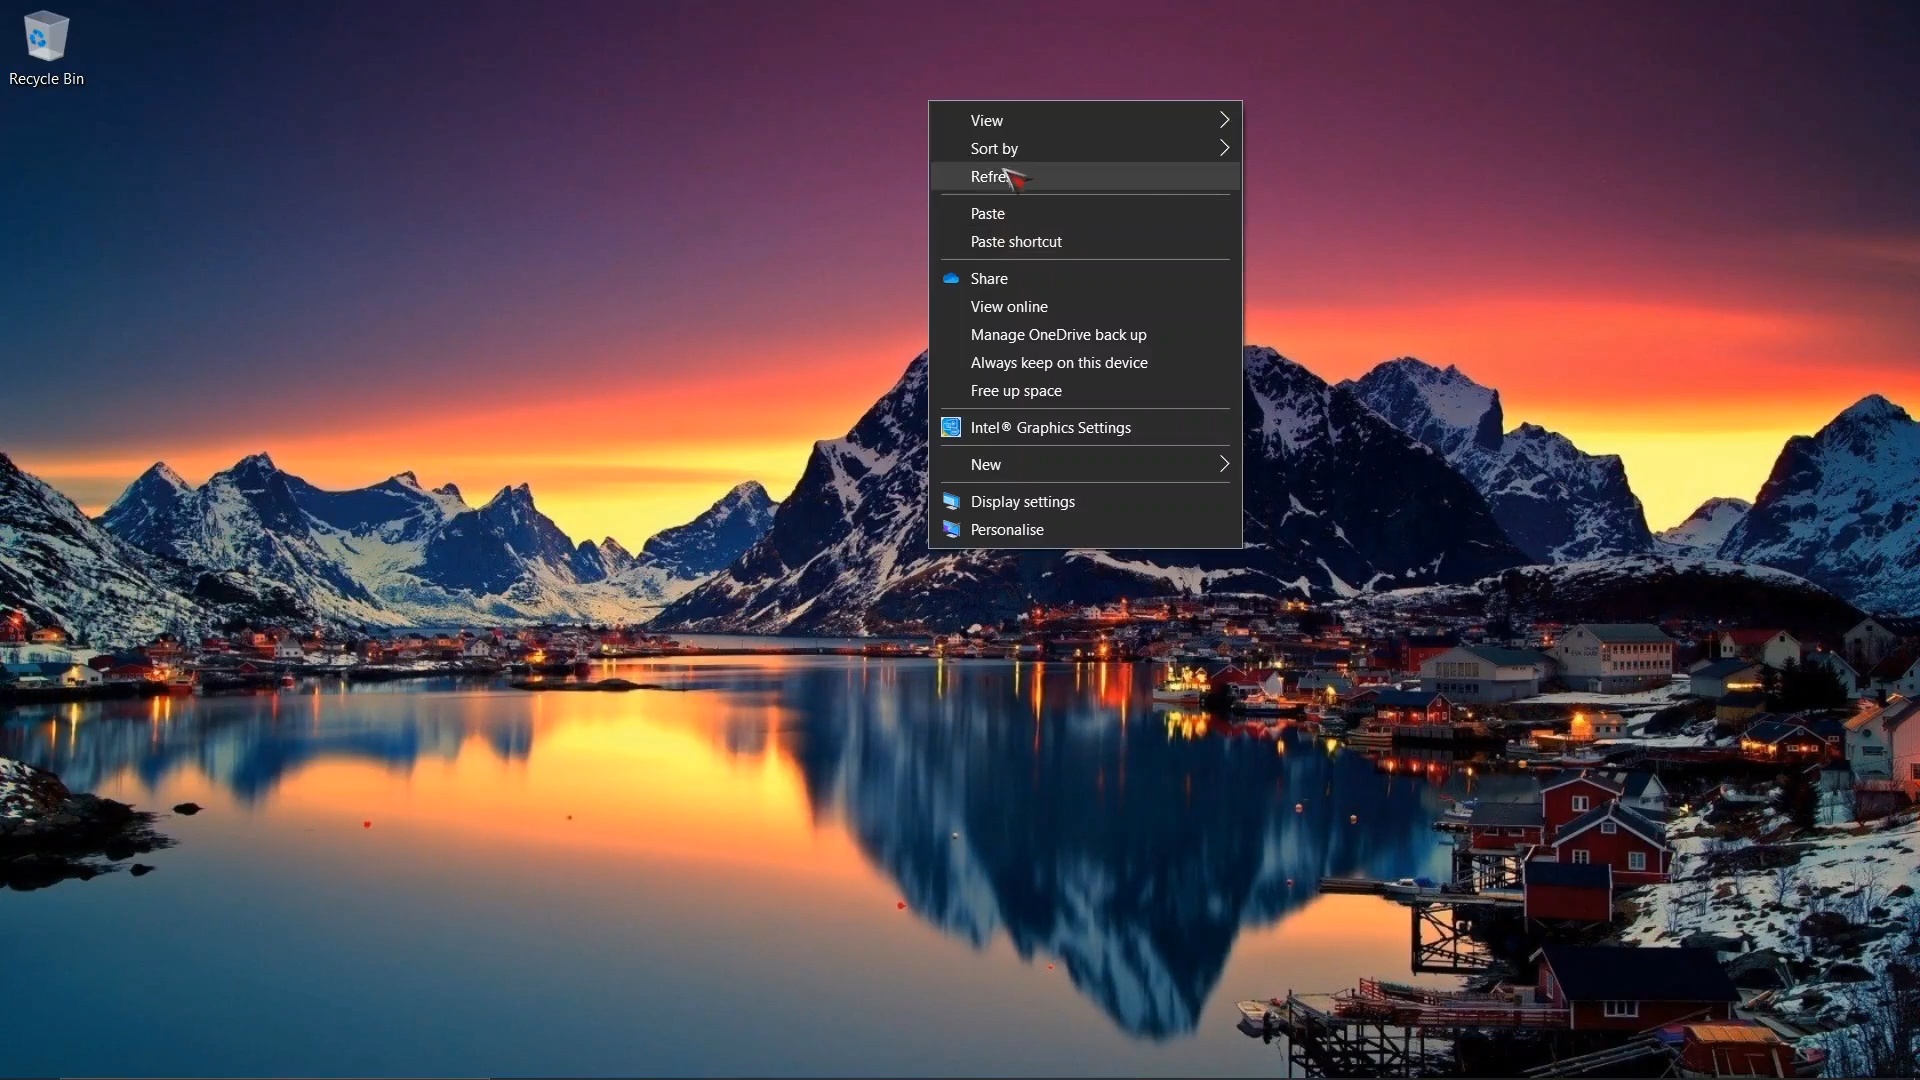 Recycle Bin
View
Sort by
Refre
Paste
Paste shortcut
Share
View online
Manage OneDrive back up
Always keep on this device
Free up space
Intel® Graphics Settings
New
Display settings
Personalise